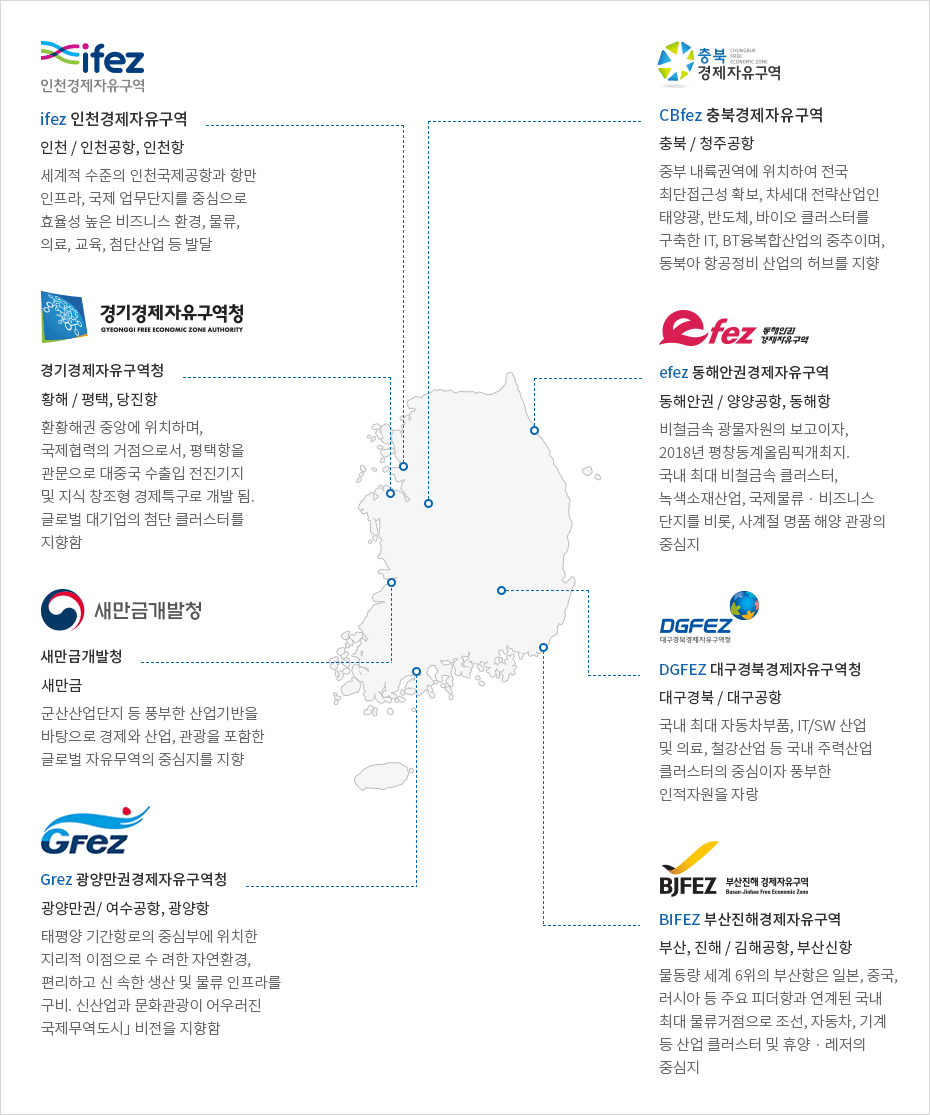 ifez
인천경제자유구역
ifez 인천경제자유구역
인천 / 인천공항, 인천항
세계적 수준의 인천국제공항과 항만
인프라, 국제 업무단지를 중심으로
효율성 높은 비즈니스 환경, 물류,
의료, 교육, 첨단산업 등 발달
경기경제자유구역청
GYEONGGI FREE ECONOMIC ZONE AUTHORITY
경기경제자유구역청
황해 / 평택, 당진항
환황해권 중앙에 위치하며,
국제협력의 거점으로서, 평택항을
관문으로 대중국 수출입 전진기지
및 지식 창조형 경제특구로 개발 됨.
글로벌 대기업의 첨단 클러스터를
지향함
새만금개발청
새만금개발청
새만금
군산산업단지 등 풍부한 산업기반을
바탕으로 경제와 산업, 관광을 포함한
글로벌 자유무역의 중심지를 지향
GFEZ
Grez 광양만권경제자유구역청
광양만권/ 여수공항, 광양항
태평양 기간항로의 중심부에 위치한
지리적 이점으로 수 려한 자연환경,
편리하고 신 속한 생산 및 물류 인프라를
구비. 신산업과 문화관광이 어우러진
국제무역도시」 비전을 지향함
충북 CHUNGBUK
FREE
ECONOMIC ZONE
경제자유구역
CBfez 충북경제자유구역
충북 / 청주공항
중부 내륙권역에 위치하여 전국
최단접근성 확보, 차세대 전략산업인
태양광, 반도체, 바이오 클러스터를
구축한 IT, BT융복합산업의 중추이며,
동북아 항공정비 산업의 허브를 지향
efez 동해안권
경제자유구역
efez 동해안권경제자유구역
동해안권 / 양양공항, 동해항
비철금속 광물자원의 보고이자,
2018년 평창동계올림픽개최지.
국내 최대 비철금속 클러스터,
녹색소재산업, 국제물류 · 비즈니스
단지를 비롯, 사계절 명품 해양 관광의
중심지
DGFEZ
대구경북경제자유구역청
DGFEZ 대구경북경제자유구역청
대구경북 / 대구공항
국내 최대 자동차부품, IT/SW 산업
및 의료, 철강산업 등 국내 주력산업
클러스터의 중심이자 풍부한
인적자원을 자랑
BJFEZ 부산진해 경제자유구역
Busan-Jinhae Free Economic Zone
BIFEZ 부산진해경제자유구역
부산, 진해 / 김해공항, 부산신항
물동량 세계 6위의 부산항은 일본, 중국,
러시아 등 주요 피더항과 연계된 국내
최대 물류거점으로 조선, 자동차, 기계
등 산업 클러스터 및 휴양 · 레저의
중심지